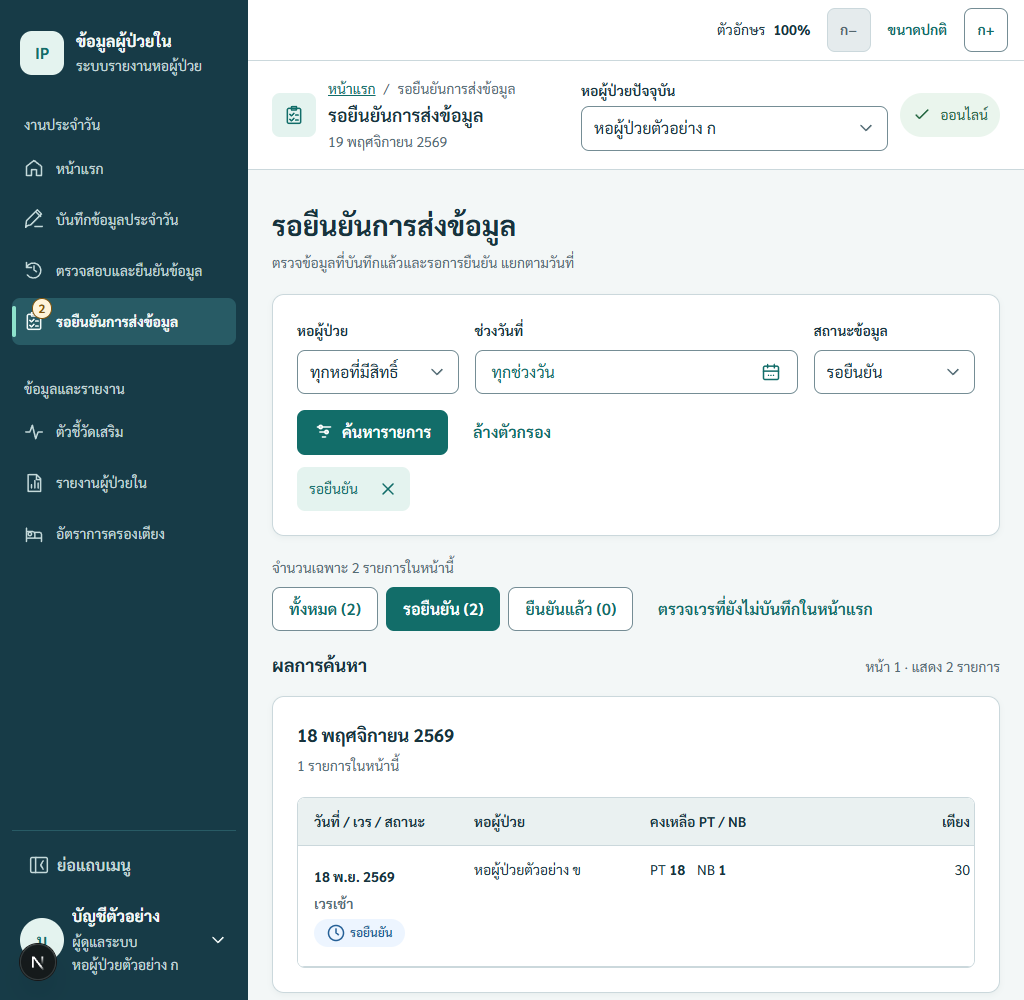 IP
ข้อมูลผู้ป่วยใน
ระบบรายงานหอผู้ป่วย
งานประจำวัน
หน้าแรก
บันทึกข้อมูลประจำวัน
ตรวจสอบและยืนยันข้อมูล
2
รอยืนยันการส่งข้อมูล
ข้อมูลและรายงาน
ตัวชี้วัดเสริม
รายงานผู้ป่วยใน
อัตราการครองเตียง
ย่อแถบเมนู
บัญชีตัวอย่าง
ผู้ดูแลระบบ
หอผู้ป่วยตัวอย่าง ก
N
ตัวอักษร 100% ก− ขนาดปกติ ก+
หน้าแรก / รอยืนยันการส่งข้อมูล
รอยืนยันการส่งข้อมูล
19 พฤศจิกายน 2569
หอผู้ป่วยปัจจุบัน
หอผู้ป่วยตัวอย่าง ก
ออนไลน์
รอยืนยันการส่งข้อมูล
ตรวจข้อมูลที่บันทึกแล้วและรอการยืนยัน แยกตามวันที่
หอผู้ป่วย ช่วงวันที่ สถานะข้อมูล
ทุกหอที่มีสิทธิ์ ทุกช่วงวัน รอยืนยัน
ค้นหารายการ ล้างตัวกรอง
รอยืนยัน
จำนวนเฉพาะ 2 รายการในหน้านี้
ทั้งหมด (2) รอยืนยัน (2) ยืนยันแล้ว (0) ตรวจเวรที่ยังไม่บันทึกในหน้าแรก
ผลการค้นหา หน้า 1 · แสดง 2 รายการ
18 พฤศจิกายน 2569
1 รายการในหน้านี้
วันที่ / เวร / สถานะ หอผู้ป่วย คงเหลือ PT / NB เตียง
18 พ.ย. 2569 หอผู้ป่วยตัวอย่าง ข PT 18 NB 1 30
เวรเช้า
รอยืนยัน